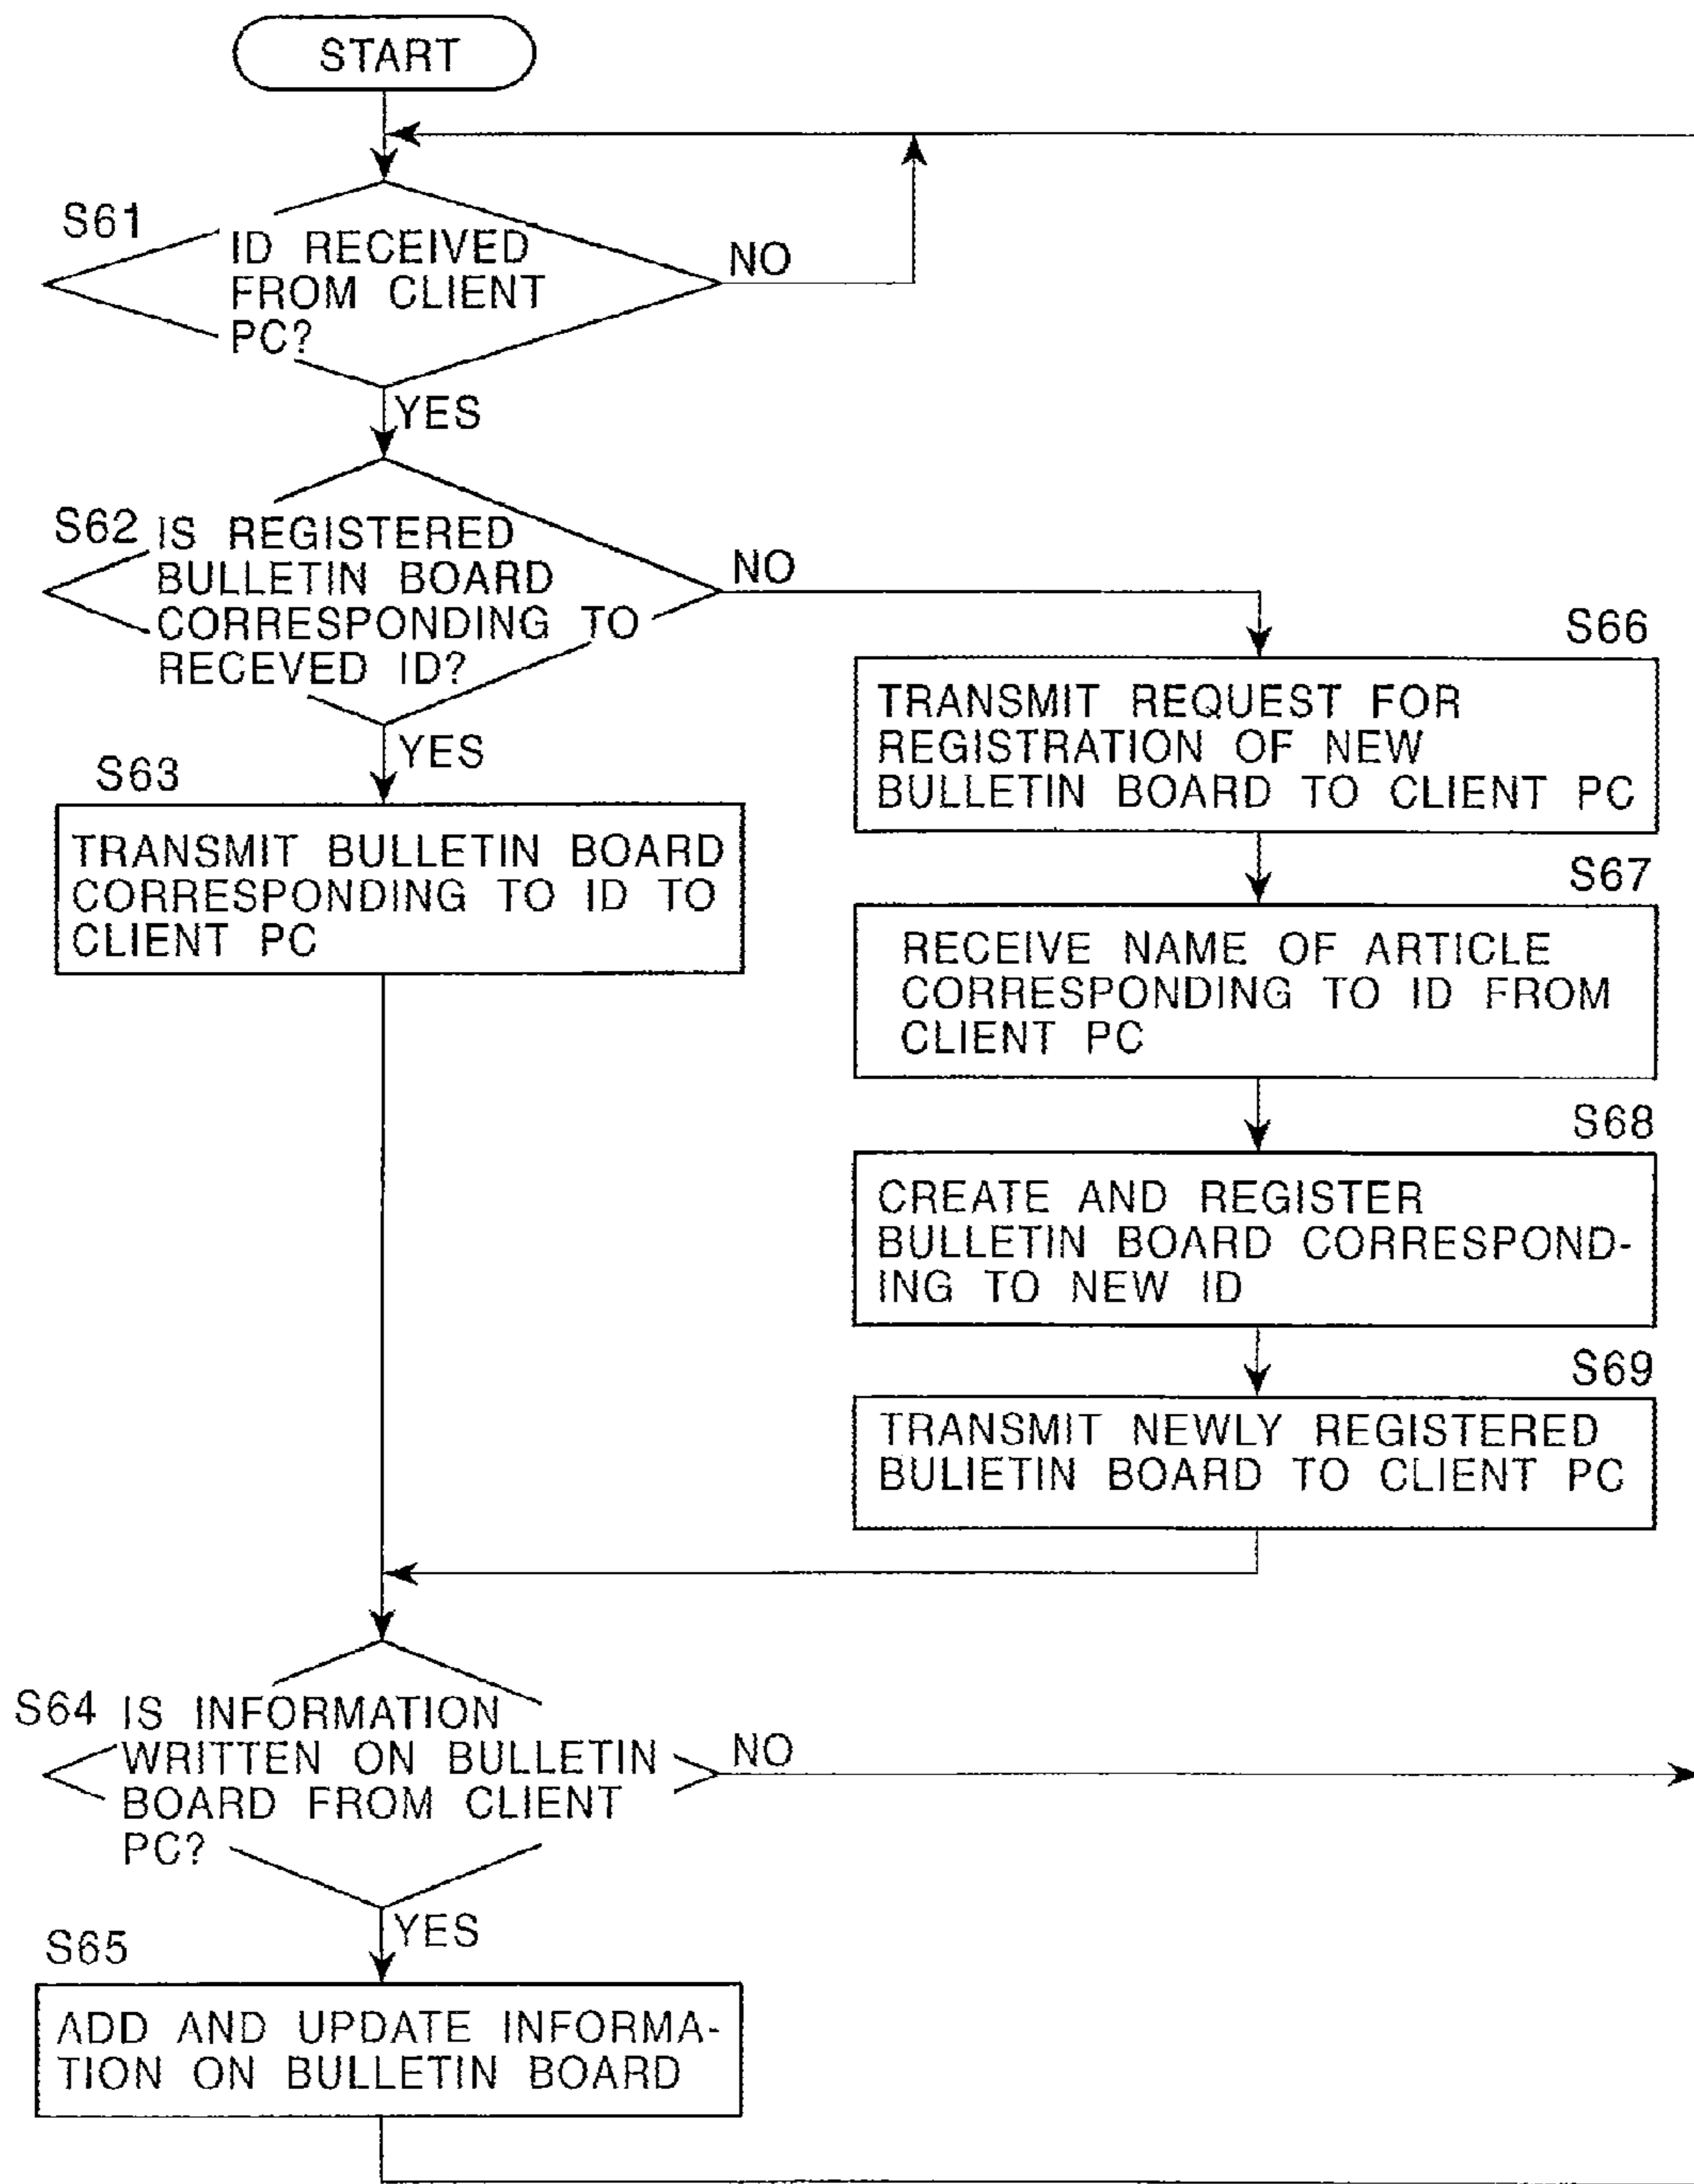 START
S61
ID RECEIVED
FROM CLIENT
PC?
NO
YES
S62
IS REGISTERED
BULLETIN BOARD
CORRESPONDING TO
RECEVED ID?
NO
YES
S63
TRANSMIT BULLETIN BOARD
CORRESPONDING TO ID TO
CLIENT PC
S66
TRANSMIT REQUEST FOR
REGISTRATION OF NEW
BULLETIN BOARD TO CLIENT PC
S67
RECEIVE NAME OF ARTICLE
CORRESPONDING TO ID FROM
CLIENT PC
S68
CREATE AND REGISTER
BULLETIN BOARD CORRESPOND-
ING TO NEW ID
S69
TRANSMIT NEWLY REGISTERED
BULIETIN BOARD TO CLIENT PC
S64
IS INFORMATION
WRITTEN ON BULLETIN
BOARD FROM CLIENT
PC?
NO
YES
S65
ADD AND UPDATE INFORMA-
TION ON BULLETIN BOARD